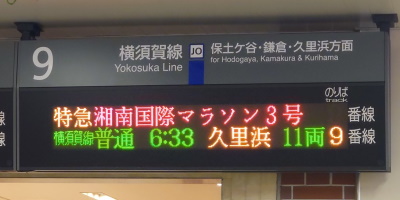 9 横須賀線 JO 保土ケ谷・鎌倉・久里浜方面
Yokosuka Line for Hodogaya, Kamakura & Kurihama
のりば
track
特急湘南国際マラソン3号 番線
横須賀線普通 6:33 久里浜 11両 9番線